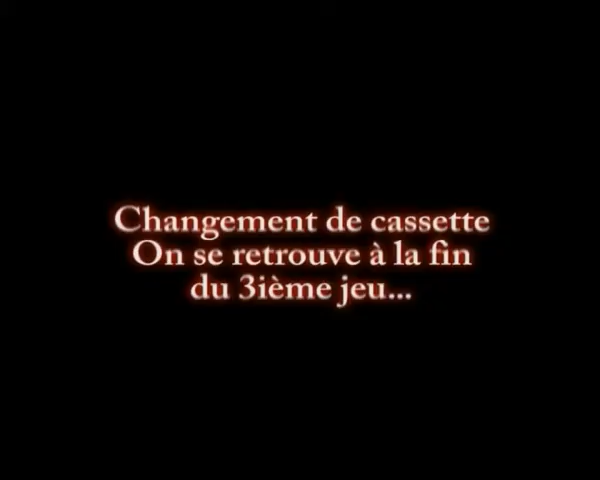 Changement de cassette
On se retrouve à la fin
du 3ième jeu...